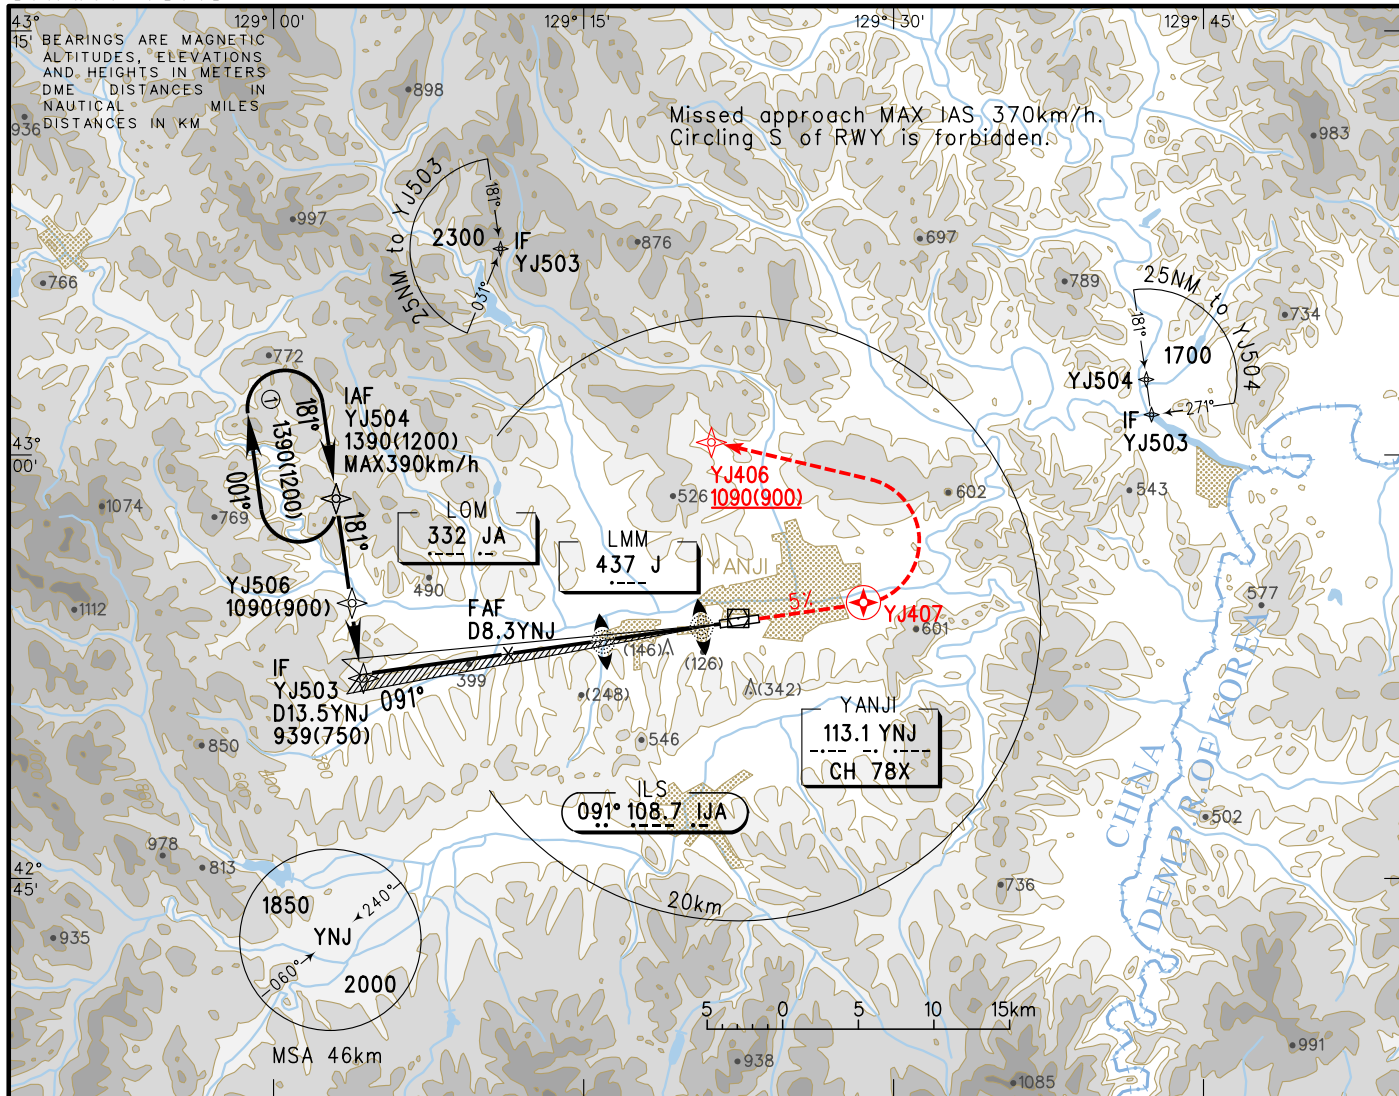 129° 00'
129° 15'
129° 30'
129° 45'
43
15'
BEARINGS ARE MAGNETIC
ALTITUDES, ELEVATIONS
AND HEIGHTS IN METERS
DME DISTANCES IN
NAUTICAL MILES
DISTANCES IN KM
936
898
Missed approach MAX IAS 370km/h.
Circling S of RWY is forbidden.
983
25NM to YJ503
181°
2300
IF
YJ503
031°
997
876
697
766
789
734
25NM to YJ504
181°
1700
YJ504
271°
IF
YJ503
772
181°
① 1390(1200)
001°
IAF
YJ504
1390(1200)
MAX390km/h
181°
43°
00'
1074
769
526
YJ406
1090(900)
602
543
LOM
332 JA
.--- .-
LMM
437 J
.---
YANJI
490
YJ506
1090(900)
1112
FAF
D8.3YNJ
5%
YJ407
601
577
(146)
(126)
399
(248)
(342)
091°
IF
YJ503
D13.5YNJ
939(750)
850
546
YANJI
113.1 YNJ
-.-- -. .---
CH 78X
ILS
091° 108.7 IJA
.. .--- .-
CHINA
DEM.P.R.OF KOREA
502
978
813
42°
45'
736
20km
1850
240°
YNJ
060°
2000
MSA 46km
935
5 0 5 10 15km
938
991
1085